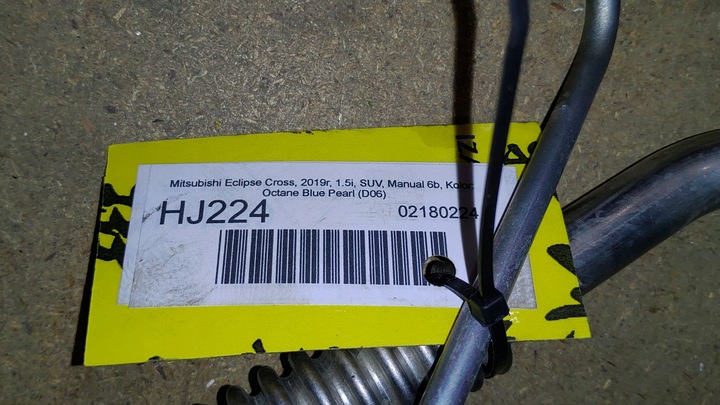 Mitsubishi Eclipse Cross, 2019r, 1.5i, SUV, Manual 6b, Kolor:
Octane Blue Pearl (D06)
HJ224
02180224